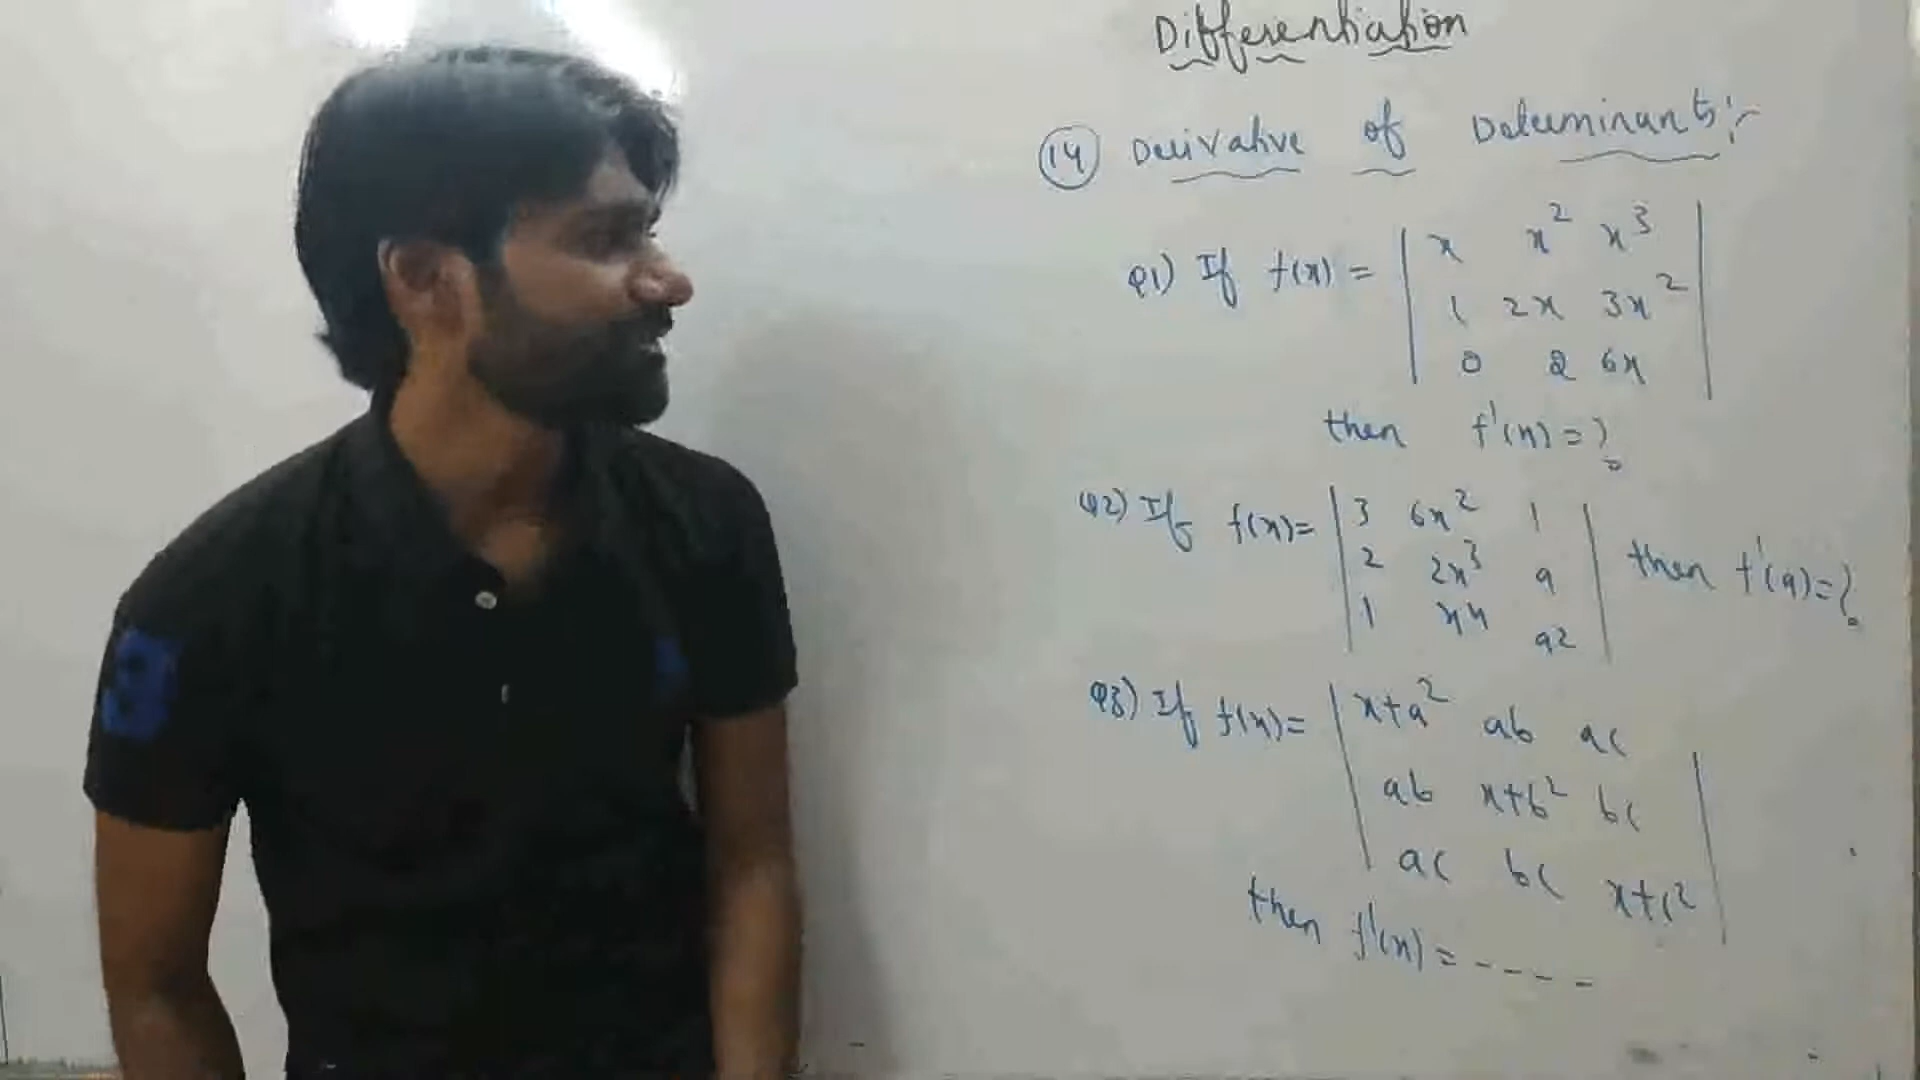 Differentiation
14 Derivative of Determinants:-
Q1) If f(x) = | x x² x³ |
| 1 2x 3x² |
| 0 2 6x |
then f'(x) = ?
Q2) If f(x) = | 3 6x² 1 | then f'(a) = ?
| 2 2x³ a |
| 1 x4 a2 |
Q3) If f(x) = | x+a² ab ac |
| ab x+b² bc |
| ac bc x+c² |
then f'(x) = - - - -
3